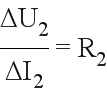 ΔU₂/ΔI₂ = R₂